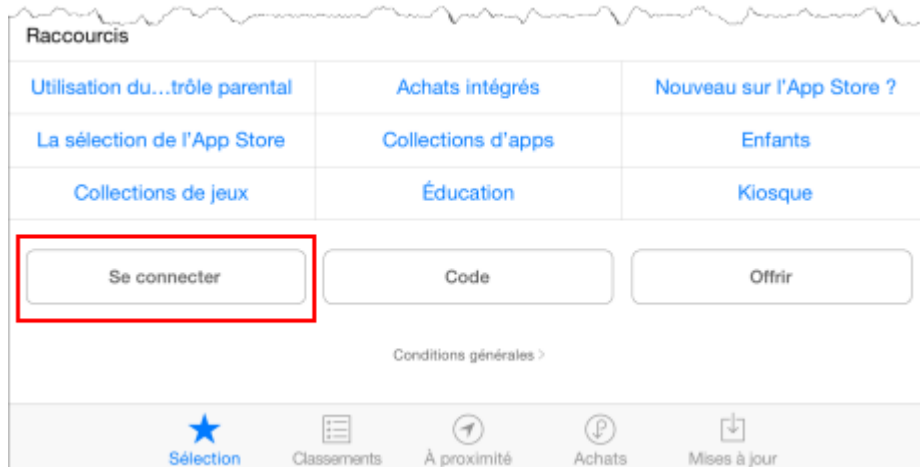 Raccourcis
Utilisation du…trôle parental
Achats intégrés
Nouveau sur l'App Store ?
La sélection de l'App Store
Collections d'apps
Enfants
Collections de jeux
Éducation
Kiosque
Se connecter
Code
Offrir
Conditions générales >
Sélection
Classements
À proximité
Achats
Mises à jour